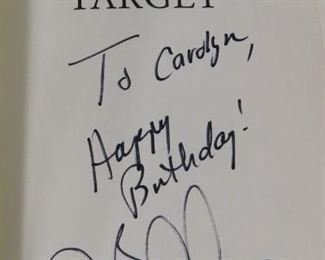 TARGET
To Carolyn,
Happy
Birthday!